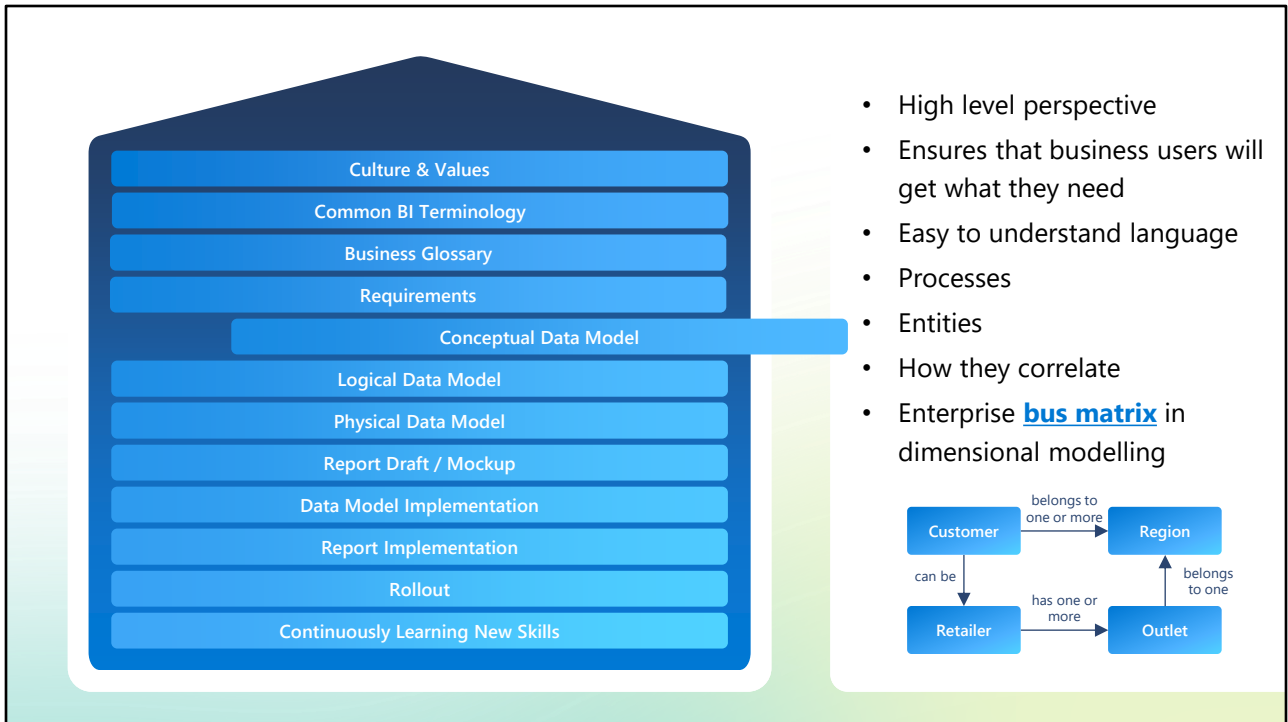 Culture & Values
Common BI Terminology
Business Glossary
Requirements
Conceptual Data Model
Logical Data Model
Physical Data Model
Report Draft / Mockup
Data Model Implementation
Report Implementation
Rollout
Continuously Learning New Skills
• High level perspective
• Ensures that business users will
get what they need
• Easy to understand language
• Processes
• Entities
• How they correlate
• Enterprise bus matrix in
dimensional modelling
belongs to
one or more
Customer
Region
can be
belongs
to one
has one or
more
Retailer
Outlet